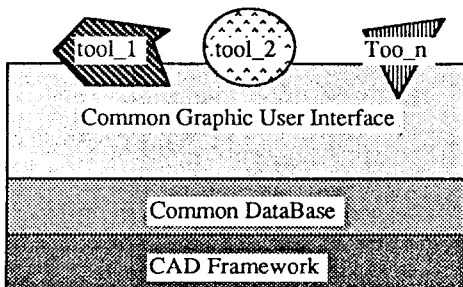 tool_1 tool_2 Too_n
Common Graphic User Interface
Common DataBase
CAD Framework